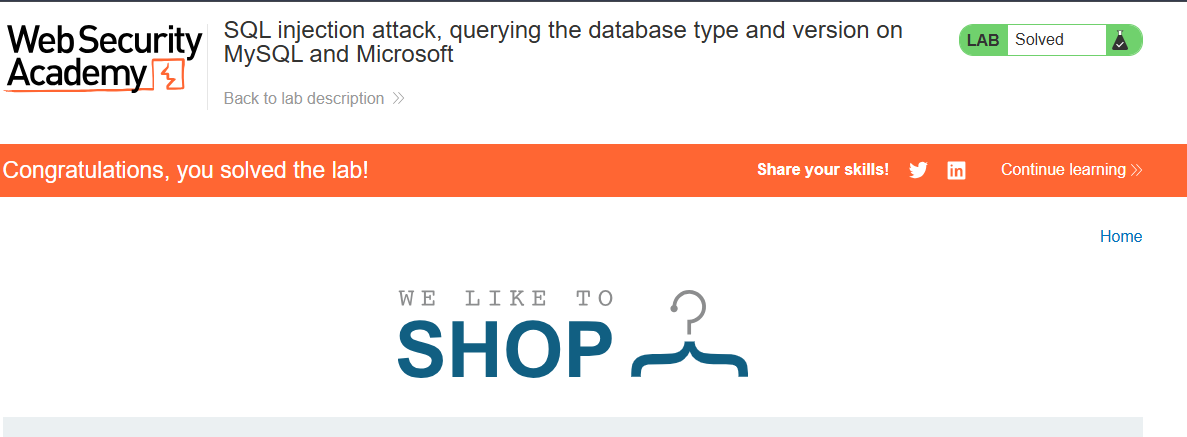 Web Security
Academy
SQL injection attack, querying the database type and version on
MySQL and Microsoft
Back to lab description
LAB Solved
Congratulations, you solved the lab!
Share your skills!
Continue learning
Home
WE LIKE TO
SHOP